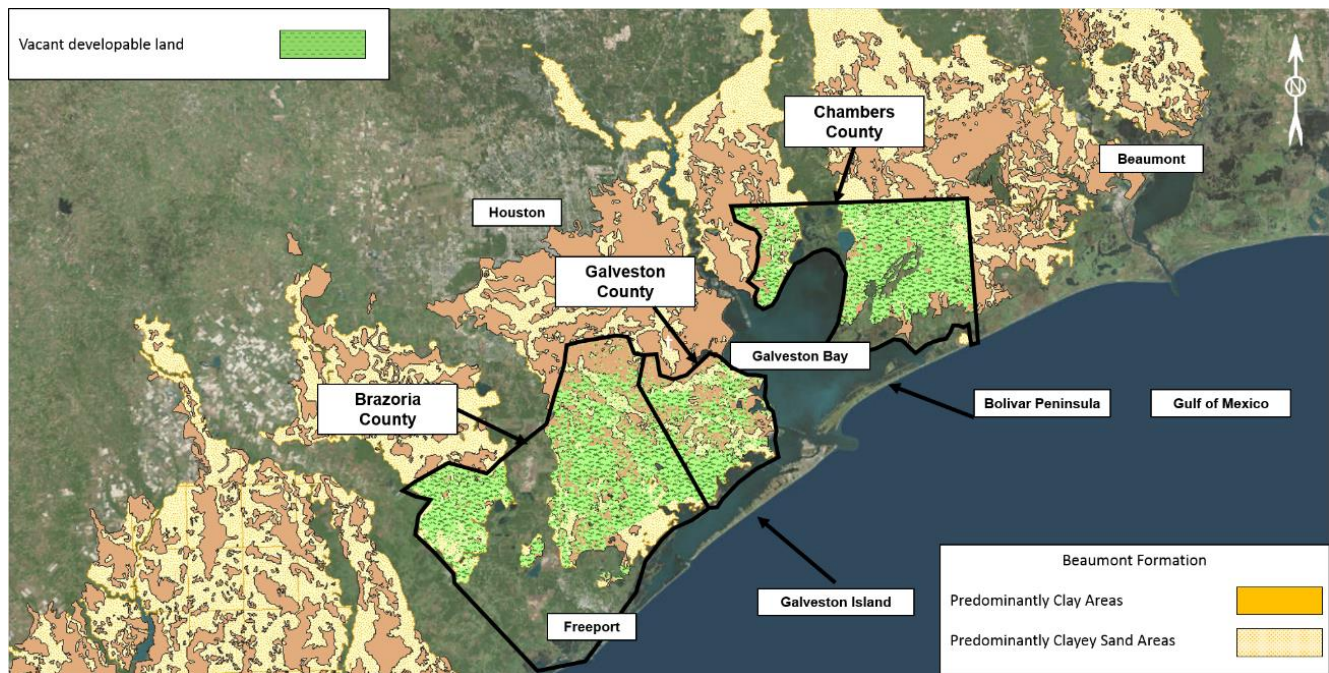 Vacant developable land
N
Chambers
County
Beaumont
Houston
Galveston
County
Galveston Bay
Brazoria
County
Bolivar Peninsula
Gulf of Mexico
Galveston Island
Freeport
Beaumont Formation
Predominantly Clay Areas
Predominantly Clayey Sand Areas